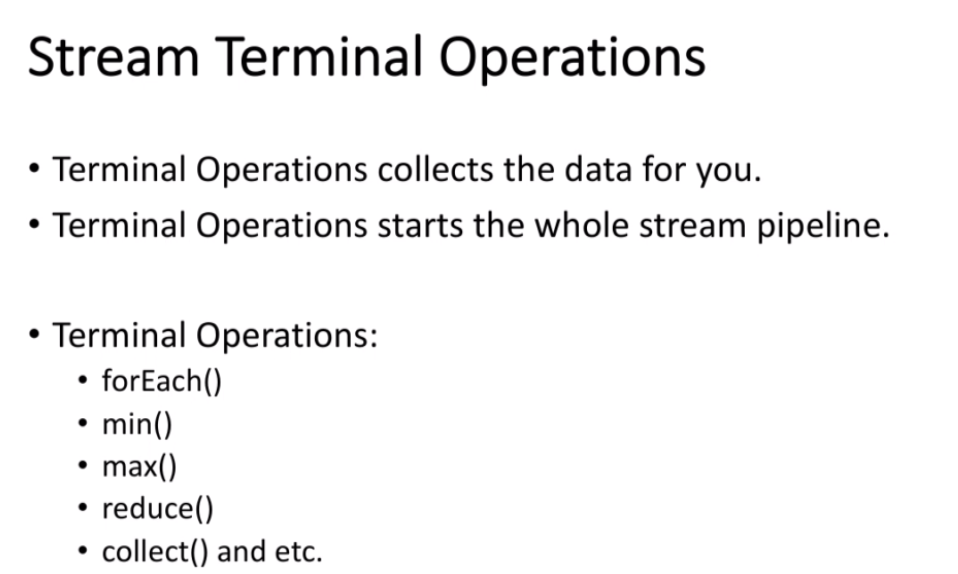 Stream Terminal Operations
• Terminal Operations collects the data for you.
• Terminal Operations starts the whole stream pipeline.
• Terminal Operations:
• forEach()
• min()
• max()
• reduce()
• collect() and etc.